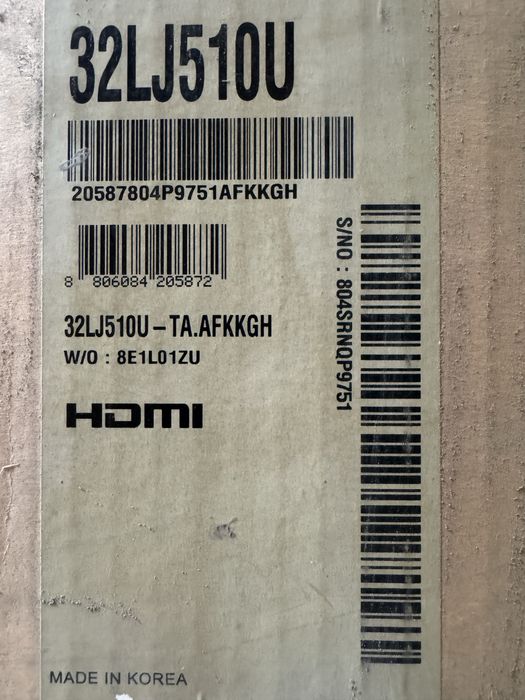 32LJ510U
20587804P9751AFKKGH
8 806084 205872
32LJ510U-TA.AFKKGH
W/O : 8E1L01ZU
HDMI
S/NO : 804SRNQP9751
MADE IN KOREA